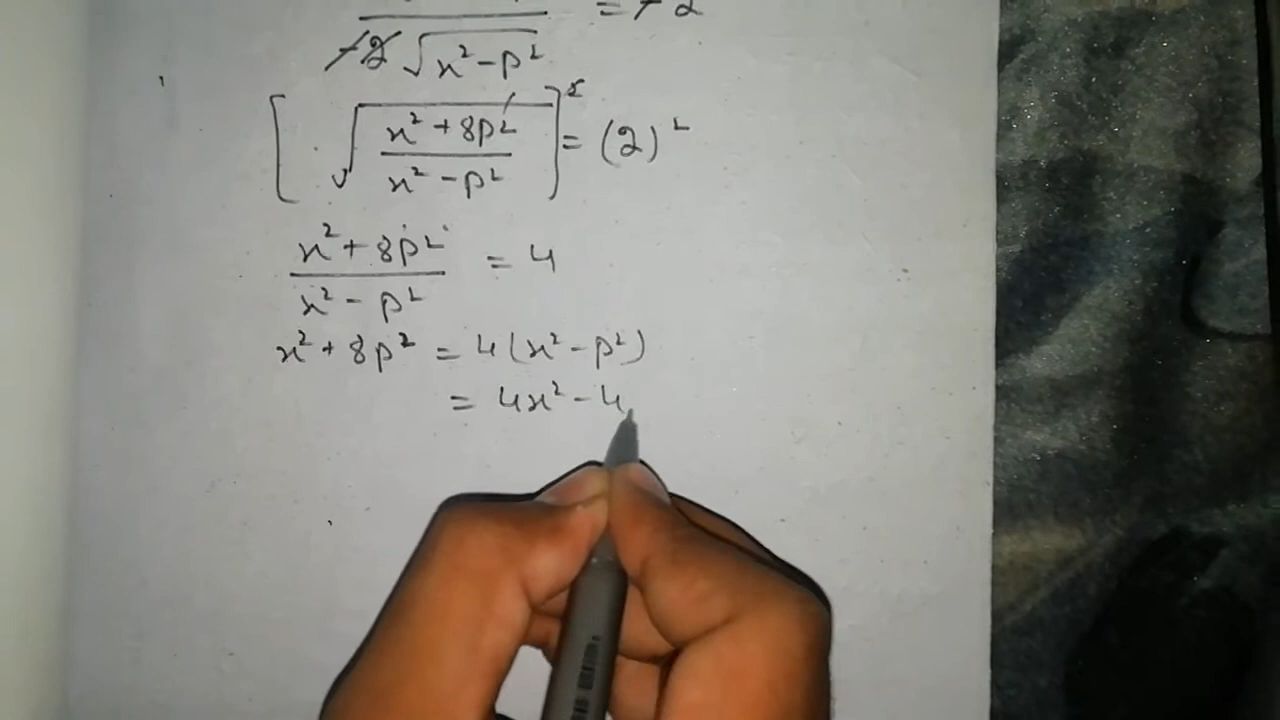 -2 √(x²-p²) = -2
[√((x²+8p²)/(x²-p²))]² = (2)²
(x²+8p²)/(x²-p²) = 4
x²+8p² = 4(x²-p²)
= 4x²-4